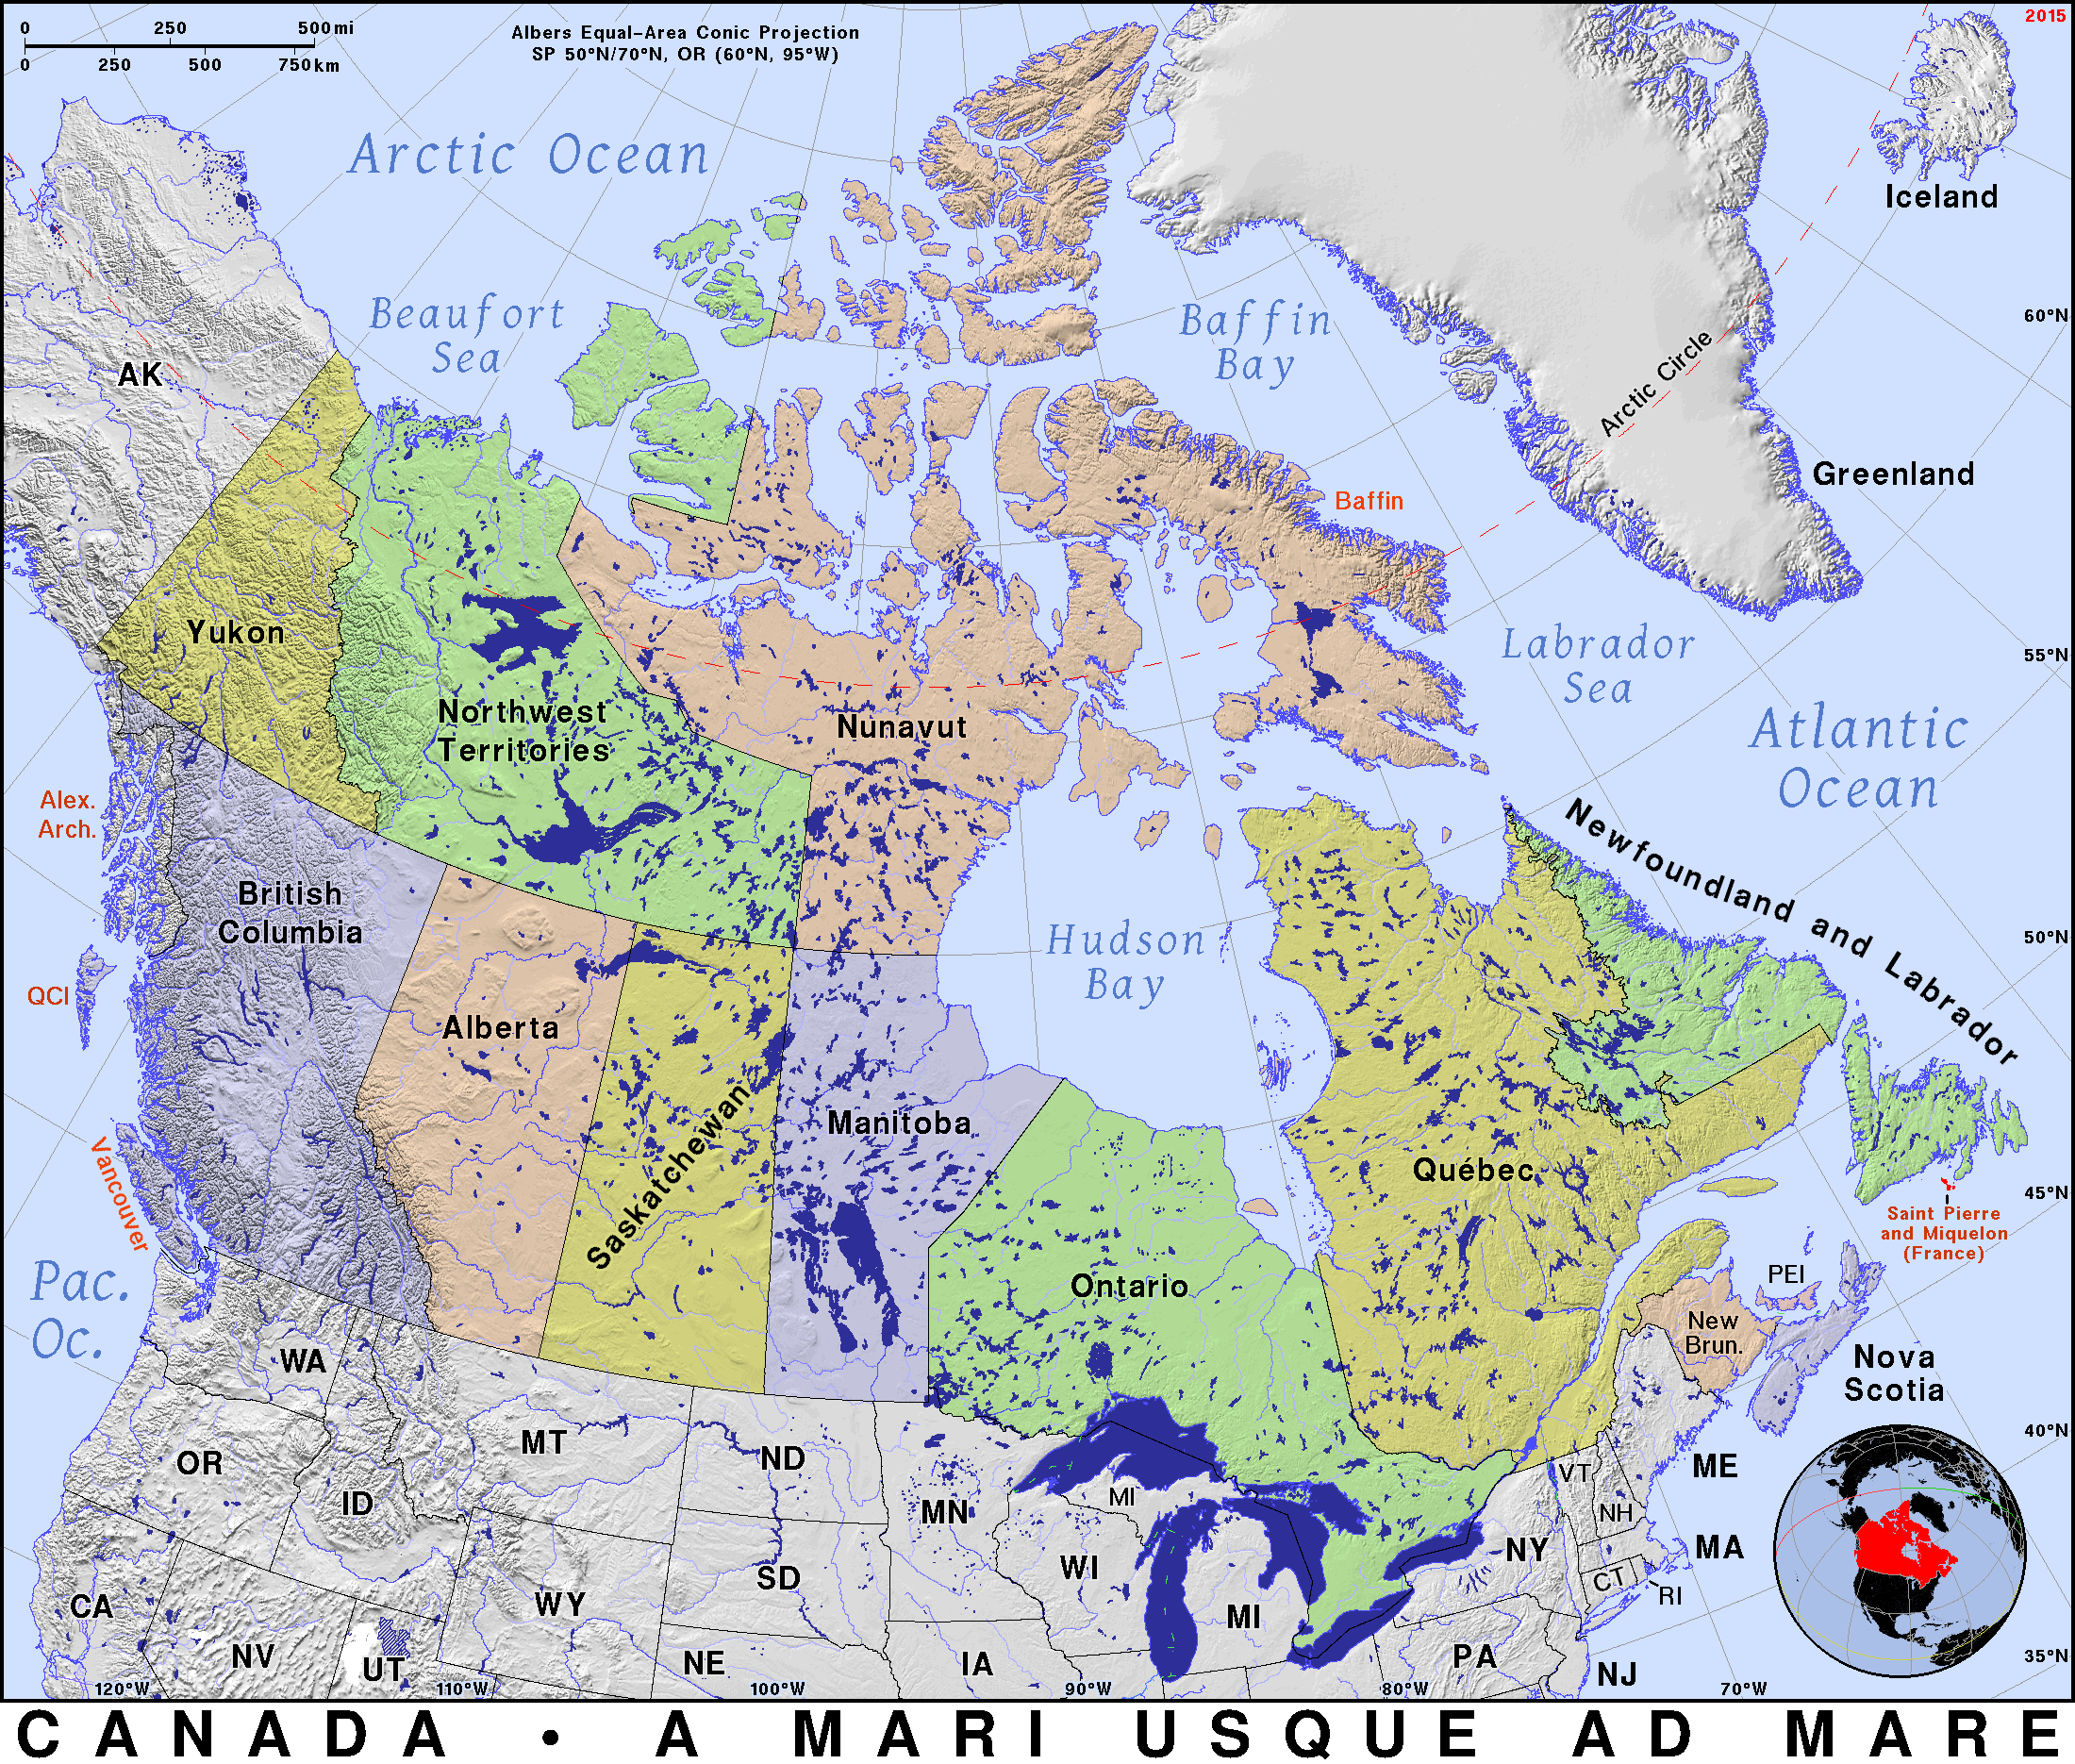 0 250 500 mi
0 250 500 750 km
Albers Equal-Area Conic Projection
SP 50°N/70°N, OR (60°N, 95°W)
2015
Arctic Ocean
Iceland
Beaufort
Sea
Baffin
Bay
60°N
AK
Arctic Circle
Greenland
Baffin
Yukon
Labrador
Sea
55°N
Northwest
Territories
Nunavut
Atlantic
Ocean
Alex.
Arch.
Newfoundland and Labrador
British
Columbia
Hudson
Bay
50°N
QCI
Alberta
Saskatchewan
Manitoba
Québec
Vancouver
45°N
Saint Pierre
and Miquelon
(France)
Pac.
Oc.
Ontario
PEI
New
Brun.
Nova
Scotia
WA
MT
ND
OR
ID
MN
MI
VT
ME
40°N
NH
NY
MA
WI
SD
CT
RI
CA
WY
MI
NV
UT
NE
IA
PA
NJ
35°N
120°W 110°W 100°W 90°W 80°W 70°W
CANADA • A MARI USQUE AD MARE